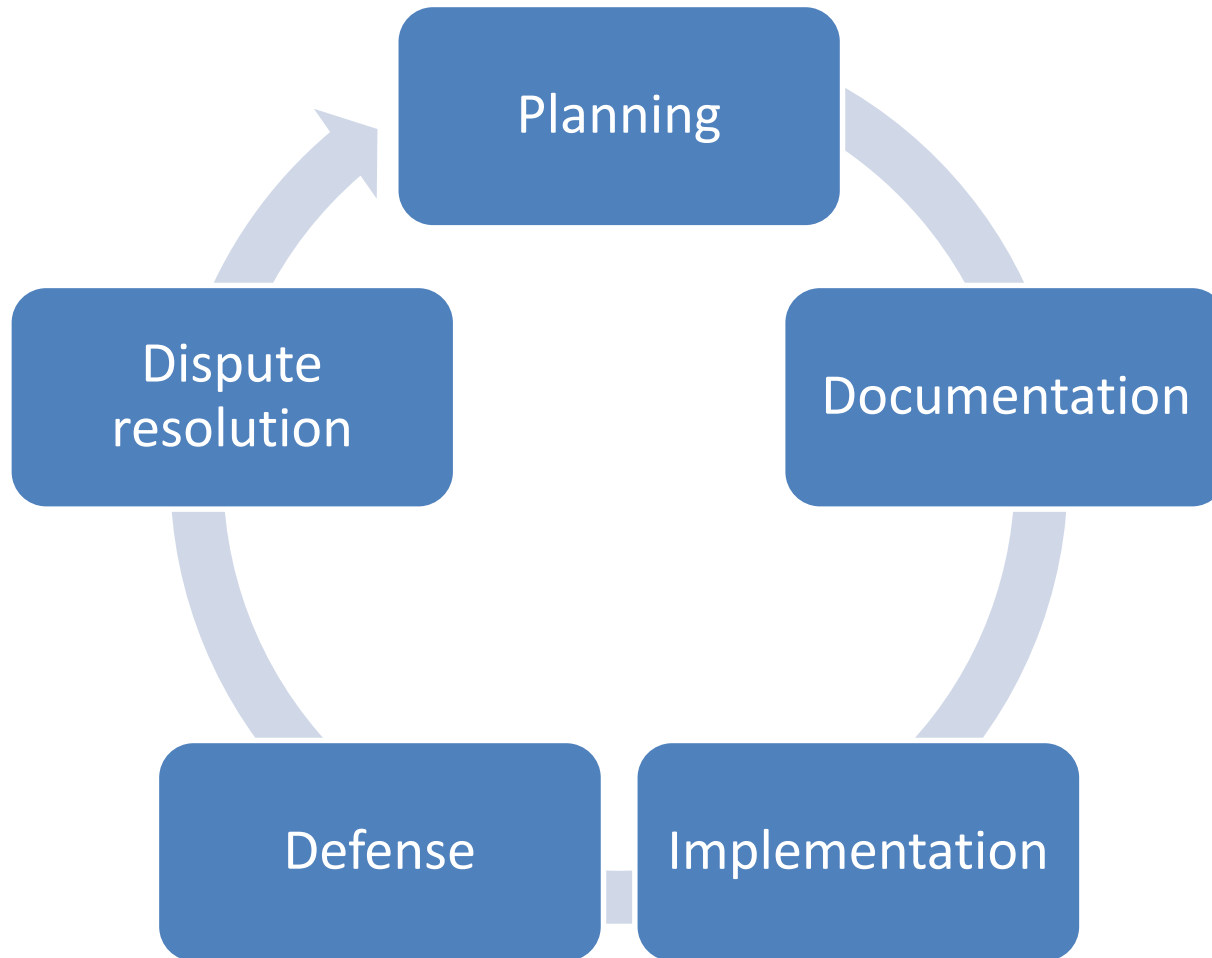 Planning
Documentation
Implementation
Defense
Dispute
resolution